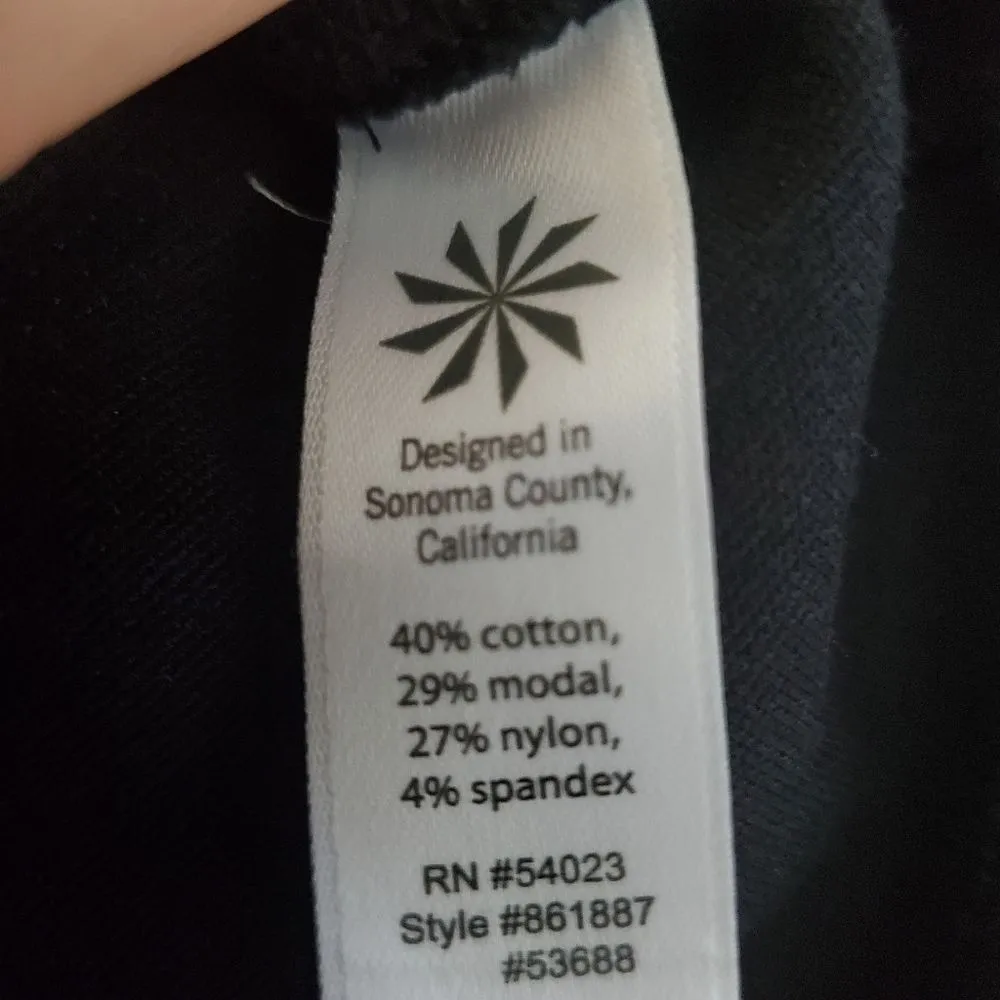 Designed in
Sonoma County,
California
40% cotton,
29% modal,
27% nylon,
4% spandex
RN #54023
Style #861887
#53688